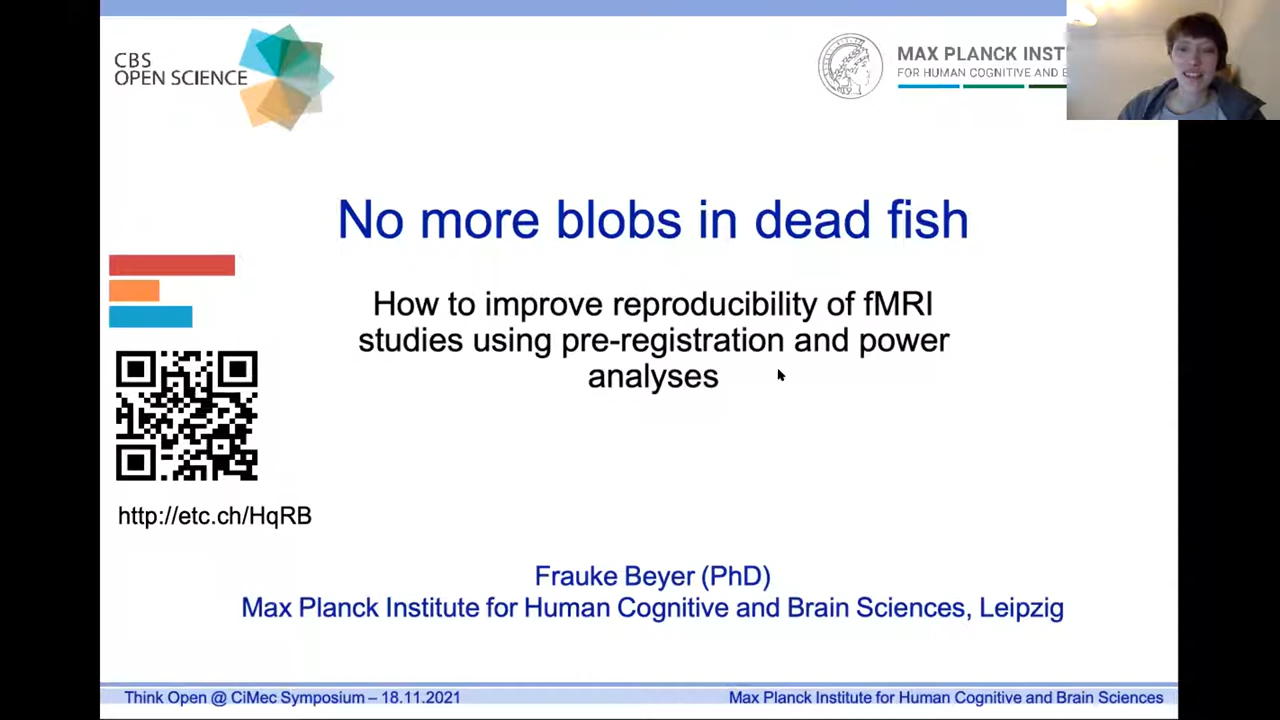 CBS
OPEN SCIENCE
MAX PLANCK INST
FOR HUMAN COGNITIVE AND
No more blobs in dead fish
How to improve reproducibility of fMRI
studies using pre-registration and power
analyses
http://etc.ch/HqRB
Frauke Beyer (PhD)
Max Planck Institute for Human Cognitive and Brain Sciences, Leipzig
Think Open @ CiMec Symposium – 18.11.2021
Max Planck Institute for Human Cognitive and Brain Sciences